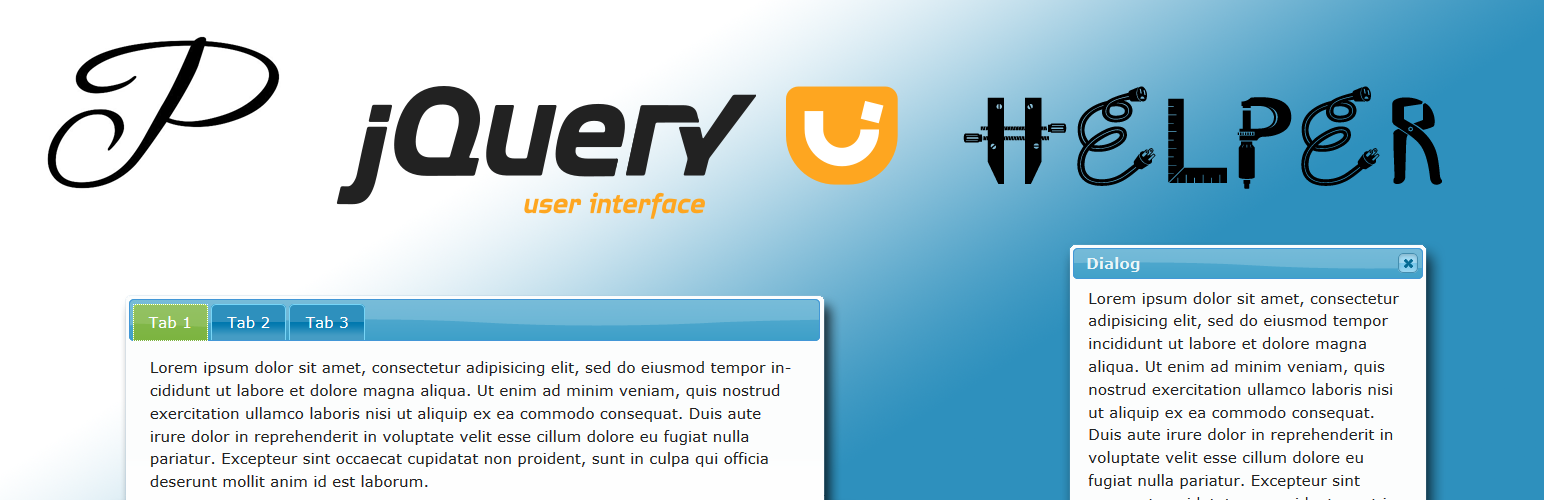 P jQuery UI HELPER
user interface
Tab 1 Tab 2 Tab 3
Lorem ipsum dolor sit amet, consectetur adipisicing elit, sed do eiusmod tempor in-
cididunt ut labore et dolore magna aliqua. Ut enim ad minim veniam, quis nostrud
exercitation ullamco laboris nisi ut aliquip ex ea commodo consequat. Duis aute
irure dolor in reprehenderit in voluptate velit esse cillum dolore eu fugiat nulla
pariatur. Excepteur sint occaecat cupidatat non proident, sunt in culpa qui officia
deserunt mollit anim id est laborum.
Dialog
Lorem ipsum dolor sit amet, consectetur
adipisicing elit, sed do eiusmod tempor
incididunt ut labore et dolore magna
aliqua. Ut enim ad minim veniam, quis
nostrud exercitation ullamco laboris nisi
ut aliquip ex ea commodo consequat.
Duis aute irure dolor in reprehenderit in
voluptate velit esse cillum dolore eu
fugiat nulla pariatur. Excepteur sint